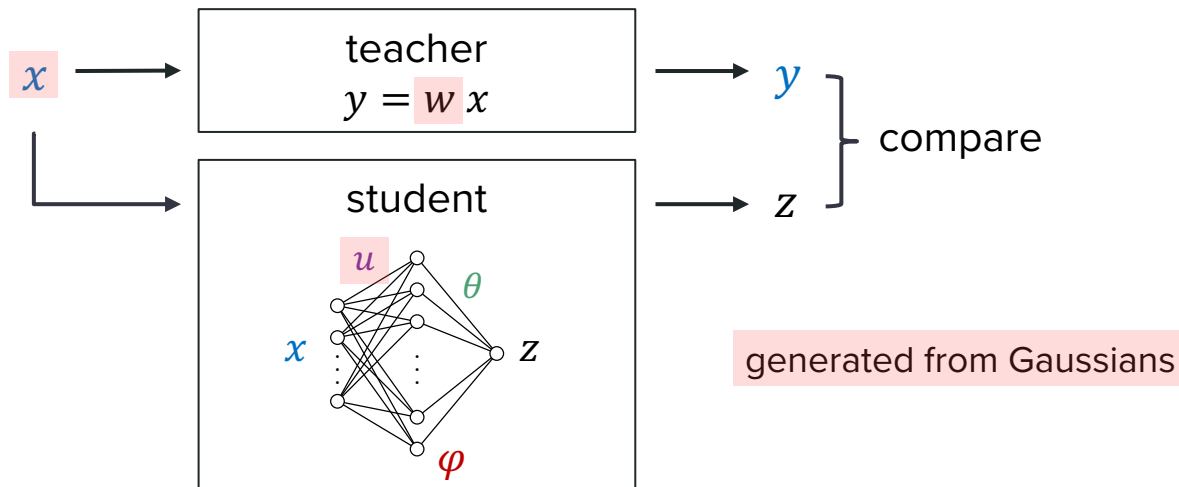 x
teacher
y = w x
y
compare
student
z
u
θ
x
z
φ
generated from Gaussians